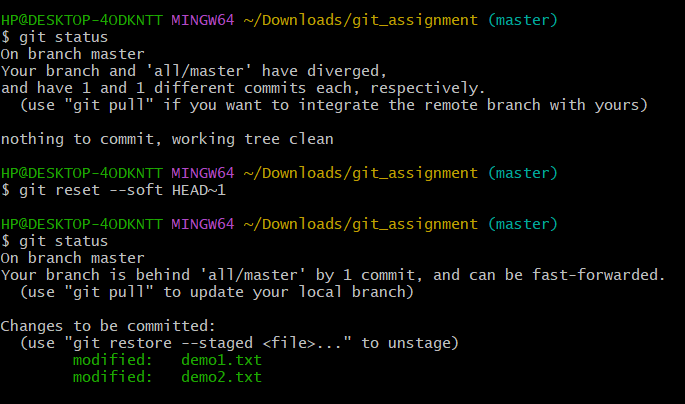 HP@DESKTOP-4ODKNTT MINGW64 ~/Downloads/git_assignment (master)
$ git status
On branch master
Your branch and 'all/master' have diverged,
and have 1 and 1 different commits each, respectively.
  (use "git pull" if you want to integrate the remote branch with yours)

nothing to commit, working tree clean

HP@DESKTOP-4ODKNTT MINGW64 ~/Downloads/git_assignment (master)
$ git reset --soft HEAD~1

HP@DESKTOP-4ODKNTT MINGW64 ~/Downloads/git_assignment (master)
$ git status
On branch master
Your branch is behind 'all/master' by 1 commit, and can be fast-forwarded.
  (use "git pull" to update your local branch)

Changes to be committed:
  (use "git restore --staged <file>..." to unstage)
        modified:   demo1.txt
        modified:   demo2.txt